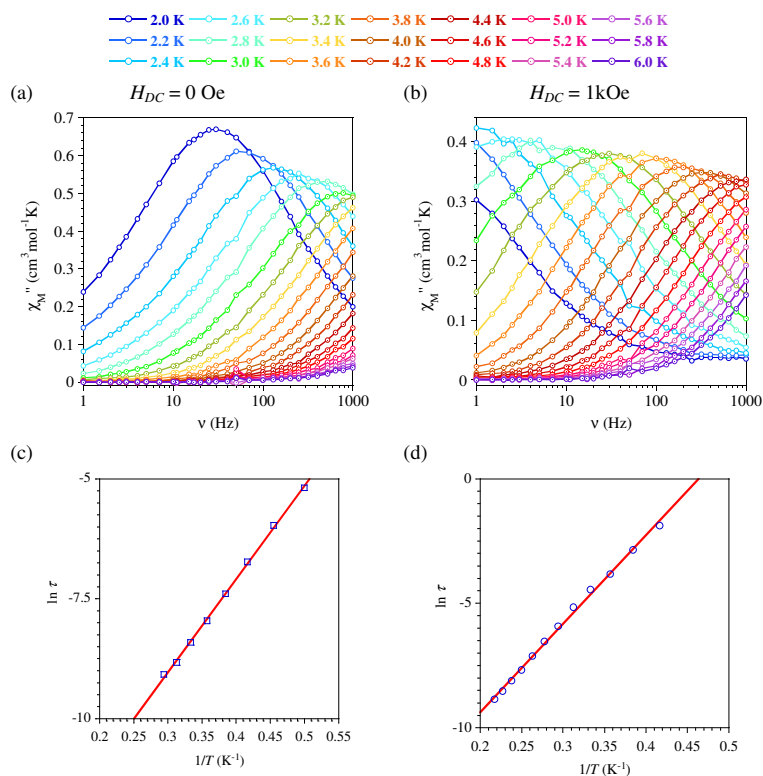 2.0 K 2.6 K 3.2 K 3.8 K 4.4 K 5.0 K 5.6 K
2.2 K 2.8 K 3.4 K 4.0 K 4.6 K 5.2 K 5.8 K
2.4 K 3.0 K 3.6 K 4.2 K 4.8 K 5.4 K 6.0 K
(a) H_DC = 0 Oe
0.7
0.6
0.5
0.4
0.3
0.2
0.1
0
χ_M'' (cm³mol⁻¹K)
1 10 100 1000
ν (Hz)
(b) H_DC = 1kOe
0.4
0.3
0.2
0.1
0
χ_M'' (cm³mol⁻¹K)
1 10 100 1000
ν (Hz)
(c)
-5
-7.5
-10
ln τ
0.2 0.25 0.3 0.35 0.4 0.45 0.5 0.55
1/T (K⁻¹)
(d)
0
-5
-10
ln τ
0.2 0.25 0.3 0.35 0.4 0.45 0.5
1/T (K⁻¹)